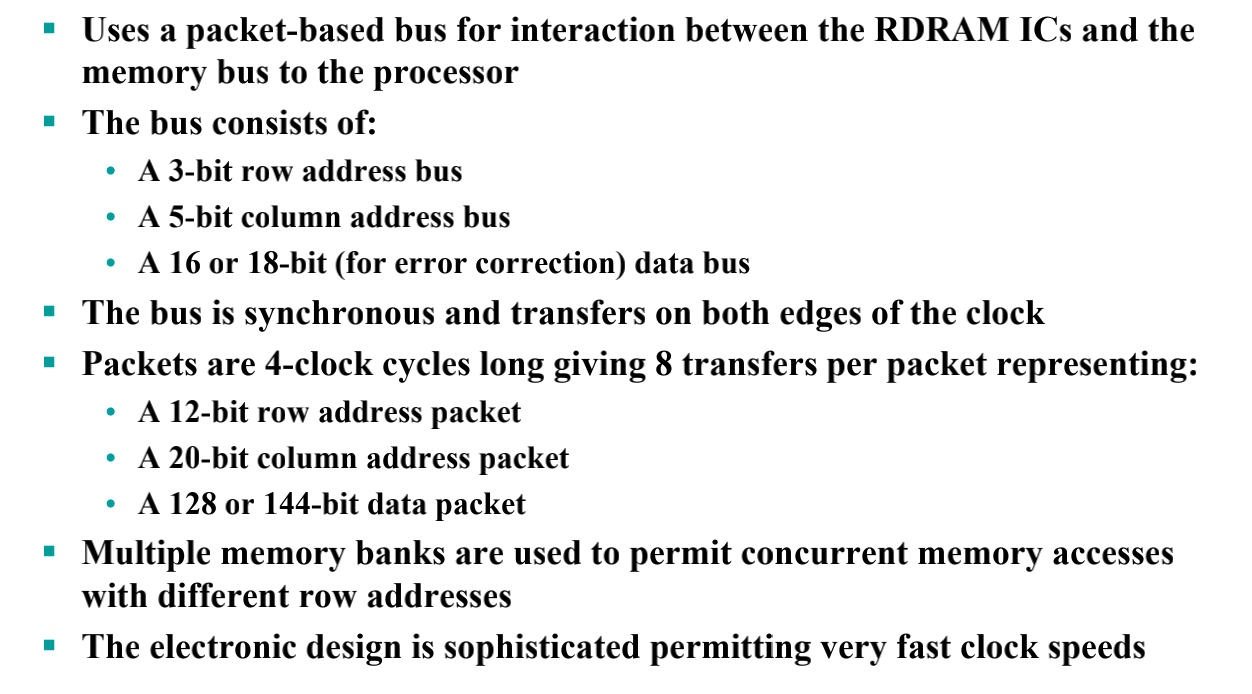 Uses a packet-based bus for interaction between the RDRAM ICs and the
memory bus to the processor
The bus consists of:
A 3-bit row address bus
A 5-bit column address bus
A 16 or 18-bit (for error correction) data bus
The bus is synchronous and transfers on both edges of the clock
Packets are 4-clock cycles long giving 8 transfers per packet representing:
A 12-bit row address packet
A 20-bit column address packet
A 128 or 144-bit data packet
Multiple memory banks are used to permit concurrent memory accesses
with different row addresses
The electronic design is sophisticated permitting very fast clock speeds